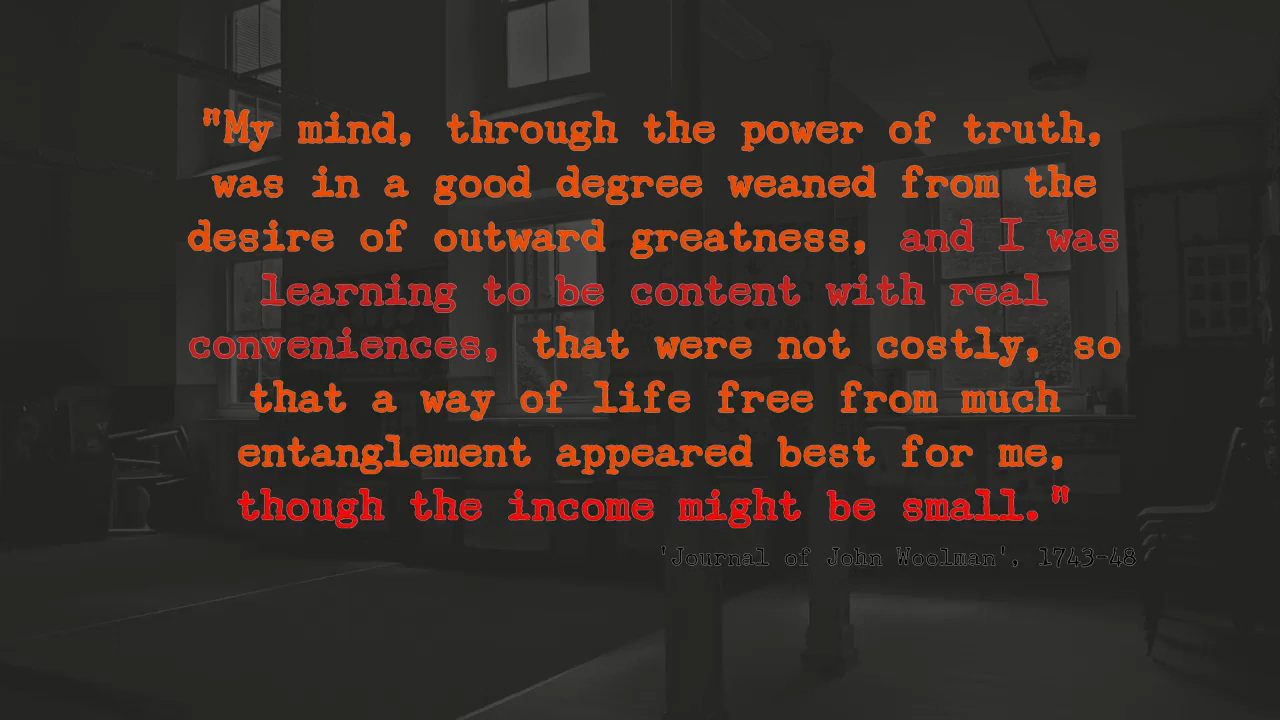 "My mind, through the power of truth,
was in a good degree weaned from the
desire of outward greatness, and I was
learning to be content with real
conveniences, that were not costly, so
that a way of life free from much
entanglement appeared best for me,
though the income might be small."
'Journal of John Woolman', 1743-48